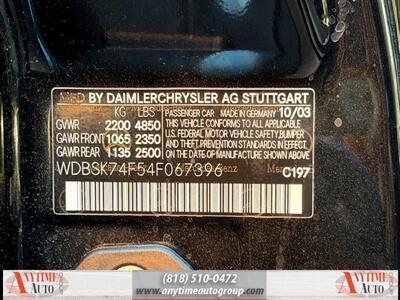 MFD BY DAIMLERCHRYSLER AG STUTTGART
KG LBS PASSENGER CAR MADE IN GERMANY 10/03
GVWR 2200 4850 THIS VEHICLE CONFORMS TO ALL APPLICABLE
GAWR FRONT 1065 2350 U.S. FEDERAL MOTOR VEHICLE SAFETY, BUMPER
GAWR REAR 1135 2500 AND THEFT PREVENTION STANDARDS IN EFFECT
ON THE DATE OF MANUFACTURE SHOWN ABOVE.
WDBSK74F54F067396 C197
ANYTIME AUTO (818) 510-0472 ANYTIME AUTO
www.anytimeautogroup.com